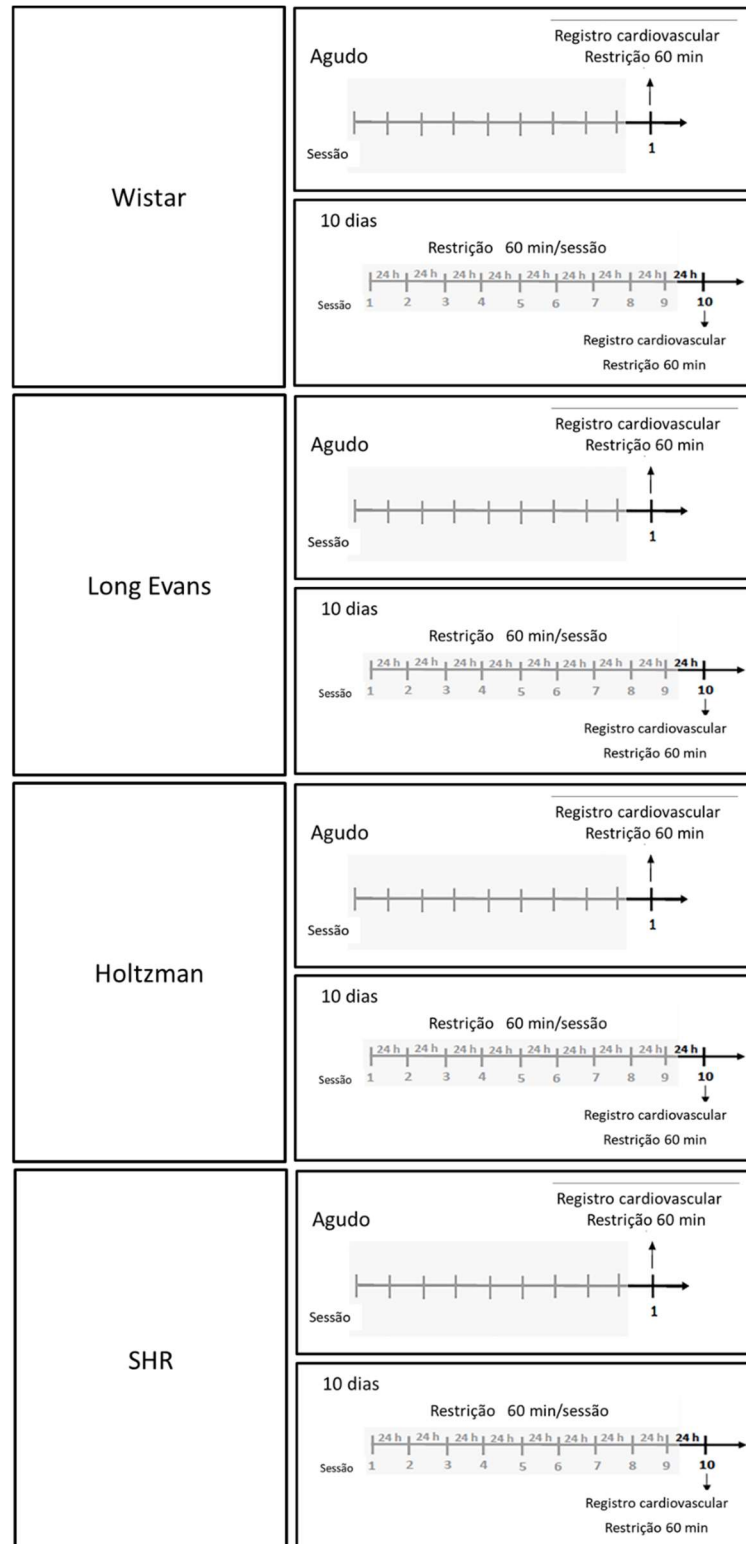 Wistar
Registro cardiovascular
Restrição 60 min
Agudo
Sessão
1
10 dias
Restrição 60 min/sessão
24 h 24 h 24 h 24 h 24 h 24 h 24 h 24 h 24 h
Sessão 1 2 3 4 5 6 7 8 9 10
Registro cardiovascular
Restrição 60 min
Long Evans
Registro cardiovascular
Restrição 60 min
Agudo
Sessão
1
10 dias
Restrição 60 min/sessão
24 h 24 h 24 h 24 h 24 h 24 h 24 h 24 h 24 h
Sessão 1 2 3 4 5 6 7 8 9 10
Registro cardiovascular
Restrição 60 min
Holtzman
Registro cardiovascular
Restrição 60 min
Agudo
Sessão
1
10 dias
Restrição 60 min/sessão
24 h 24 h 24 h 24 h 24 h 24 h 24 h 24 h 24 h
Sessão 1 2 3 4 5 6 7 8 9 10
Registro cardiovascular
Restrição 60 min
SHR
Registro cardiovascular
Restrição 60 min
Agudo
Sessão
1
10 dias
Restrição 60 min/sessão
24 h 24 h 24 h 24 h 24 h 24 h 24 h 24 h 24 h
Sessão 1 2 3 4 5 6 7 8 9 10
Registro cardiovascular
Restrição 60 min